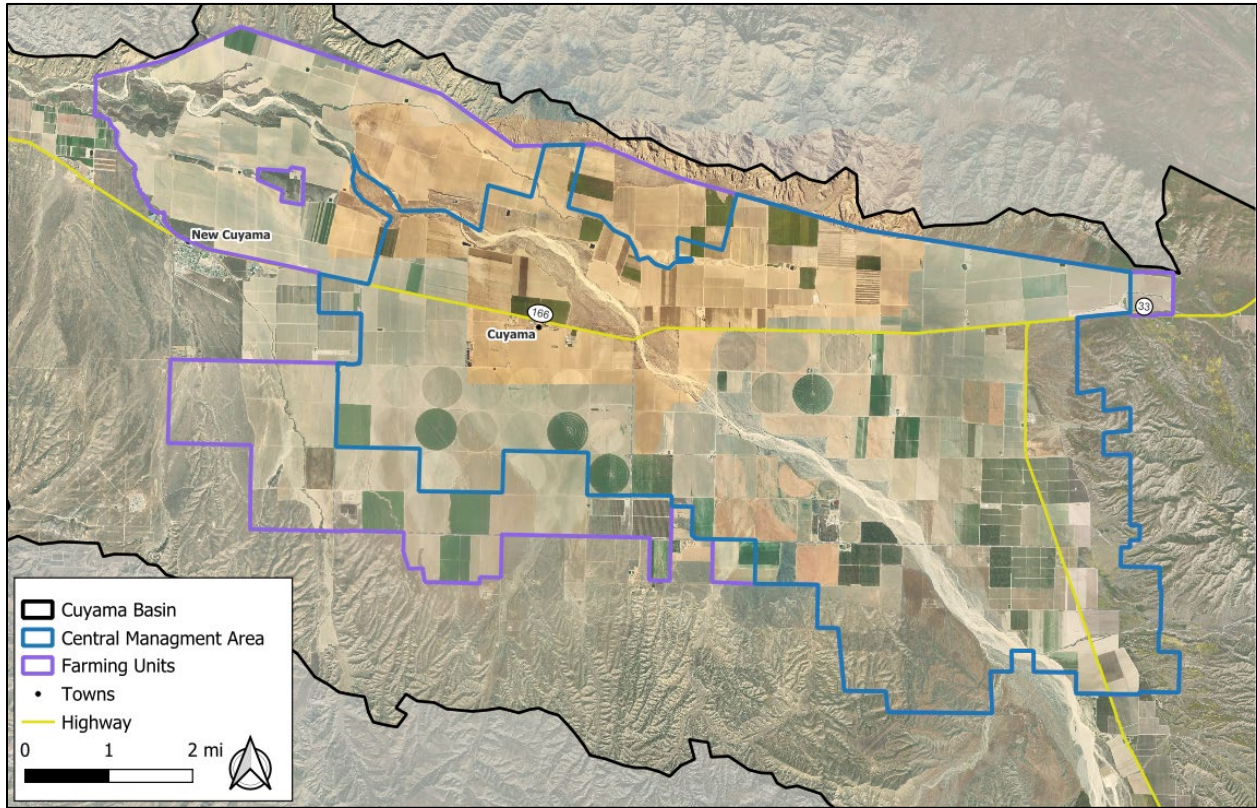 New Cuyama
33
166
Cuyama
Cuyama Basin
Central Managment Area
Farming Units
Towns
Highway
0 1 2 mi